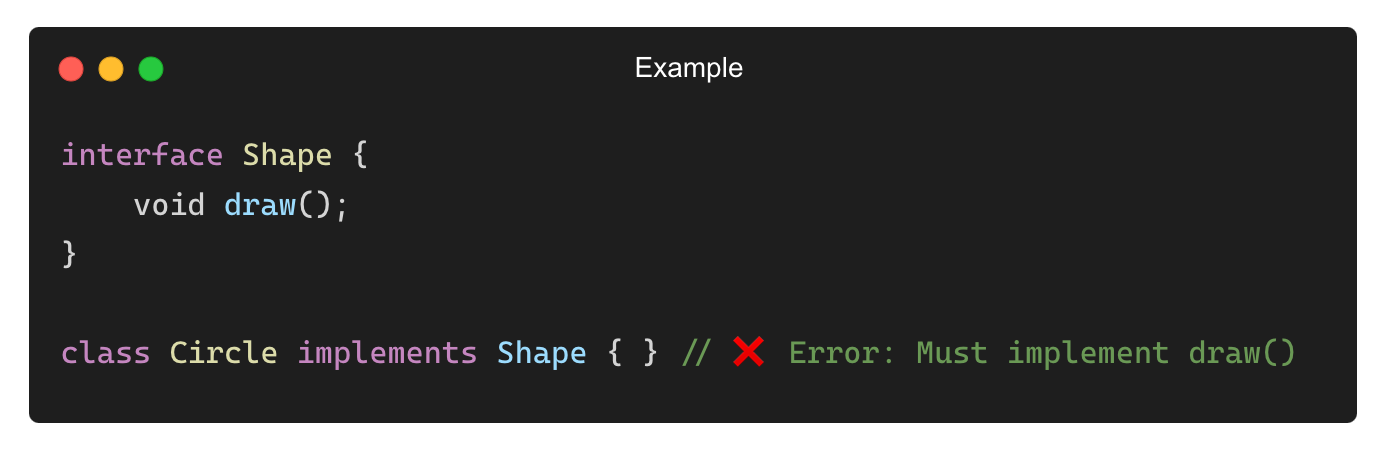 Example
interface Shape {
    void draw();
}
class Circle implements Shape { } // ❌ Error: Must implement draw()